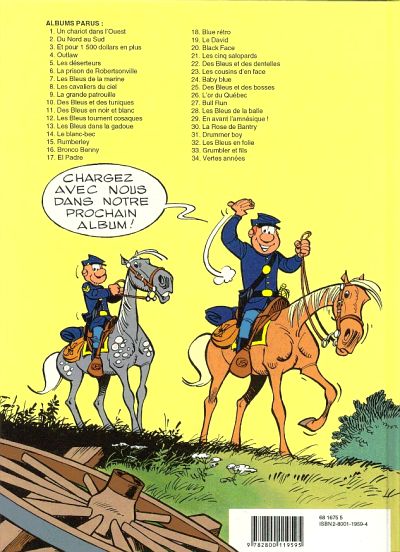 ALBUMS PARUS :
1. Un chariot dans l'Ouest
2. Du Nord au Sud
3. Et pour 1 500 dollars en plus
4. Outlaw
5. Les déserteurs
6. La prison de Robertsonville
7. Les Bleus de la marine
8. Les cavaliers du ciel
9. La grande patrouille
10. Des Bleus et des tuniques
11. Des Bleus en noir et blanc
12. Les Bleus tournent cosaques
13. Les Bleus dans la gadoue
14. Le blanc-bec
15. Rumberley
16. Bronco Benny
17. El Padre
18. Blue rétro
19. Le David
20. Black Face
21. Les cinq salopards
22. Des Bleus et des dentelles
23. Les cousins d'en face
24. Baby blue
25. Des Bleus et des bosses
26. L'or du Québec
27. Bull Run
28. Les Bleus de la balle
29. En avant l'amnésique !
30. La Rose de Bantry
31. Drummer boy
32. Les Bleus en folie
33. Grumbler et fils
34. Vertes années
CHARGEZ
AVEC NOUS
DANS NOTRE
PROCHAIN
ALBUM!
68 1675 5
ISBN 2-8001-1959-4
9 782800 119595